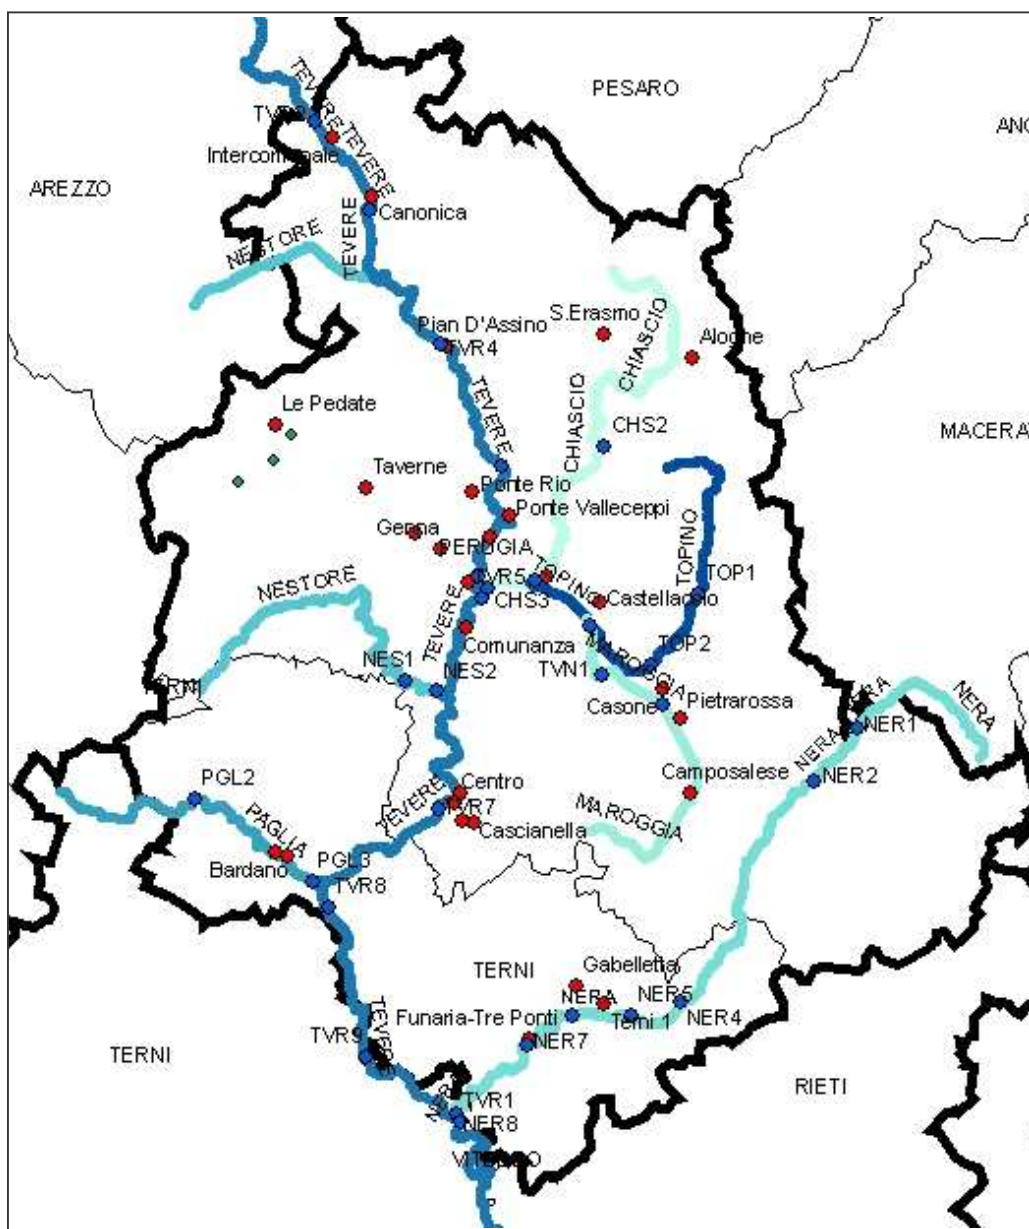 TEVERE
PESARO
TEVERE
Intercomunale
AREZZO
Canonica
TEVERE
NESTORE
S.Erasmo
Pian D'Assino
TVR4
CHIASCIO
Le Pedate
CHS2
CHIASCIO
TEVERE
Taverne
Ponte Rio
Ponte Valleceppi
Genna
PERUGIA
TOPINO
TOP1
NESTORE
TVR5
TOPINO
CHS3
Castellaccio
TEVERE
Comunanza
MAROGGIA
TOP2
NES1
NES2
TVN1
Casone
Pietrarossa
NERA
NERA
NER1
NERA
PGL2
Centro
Camposalese
NER2
TEVERE
TVR7
Cascianella
MAROGGIA
PAGLIA
PGL3
Bardano
TVR8
TERNI
Gabelletta
NERA
NER5
Funaria-Tre Ponti
Terni 1
NER4
TERNI
TVR9
TEVERE
NER7
RIETI
TVR1
NER8